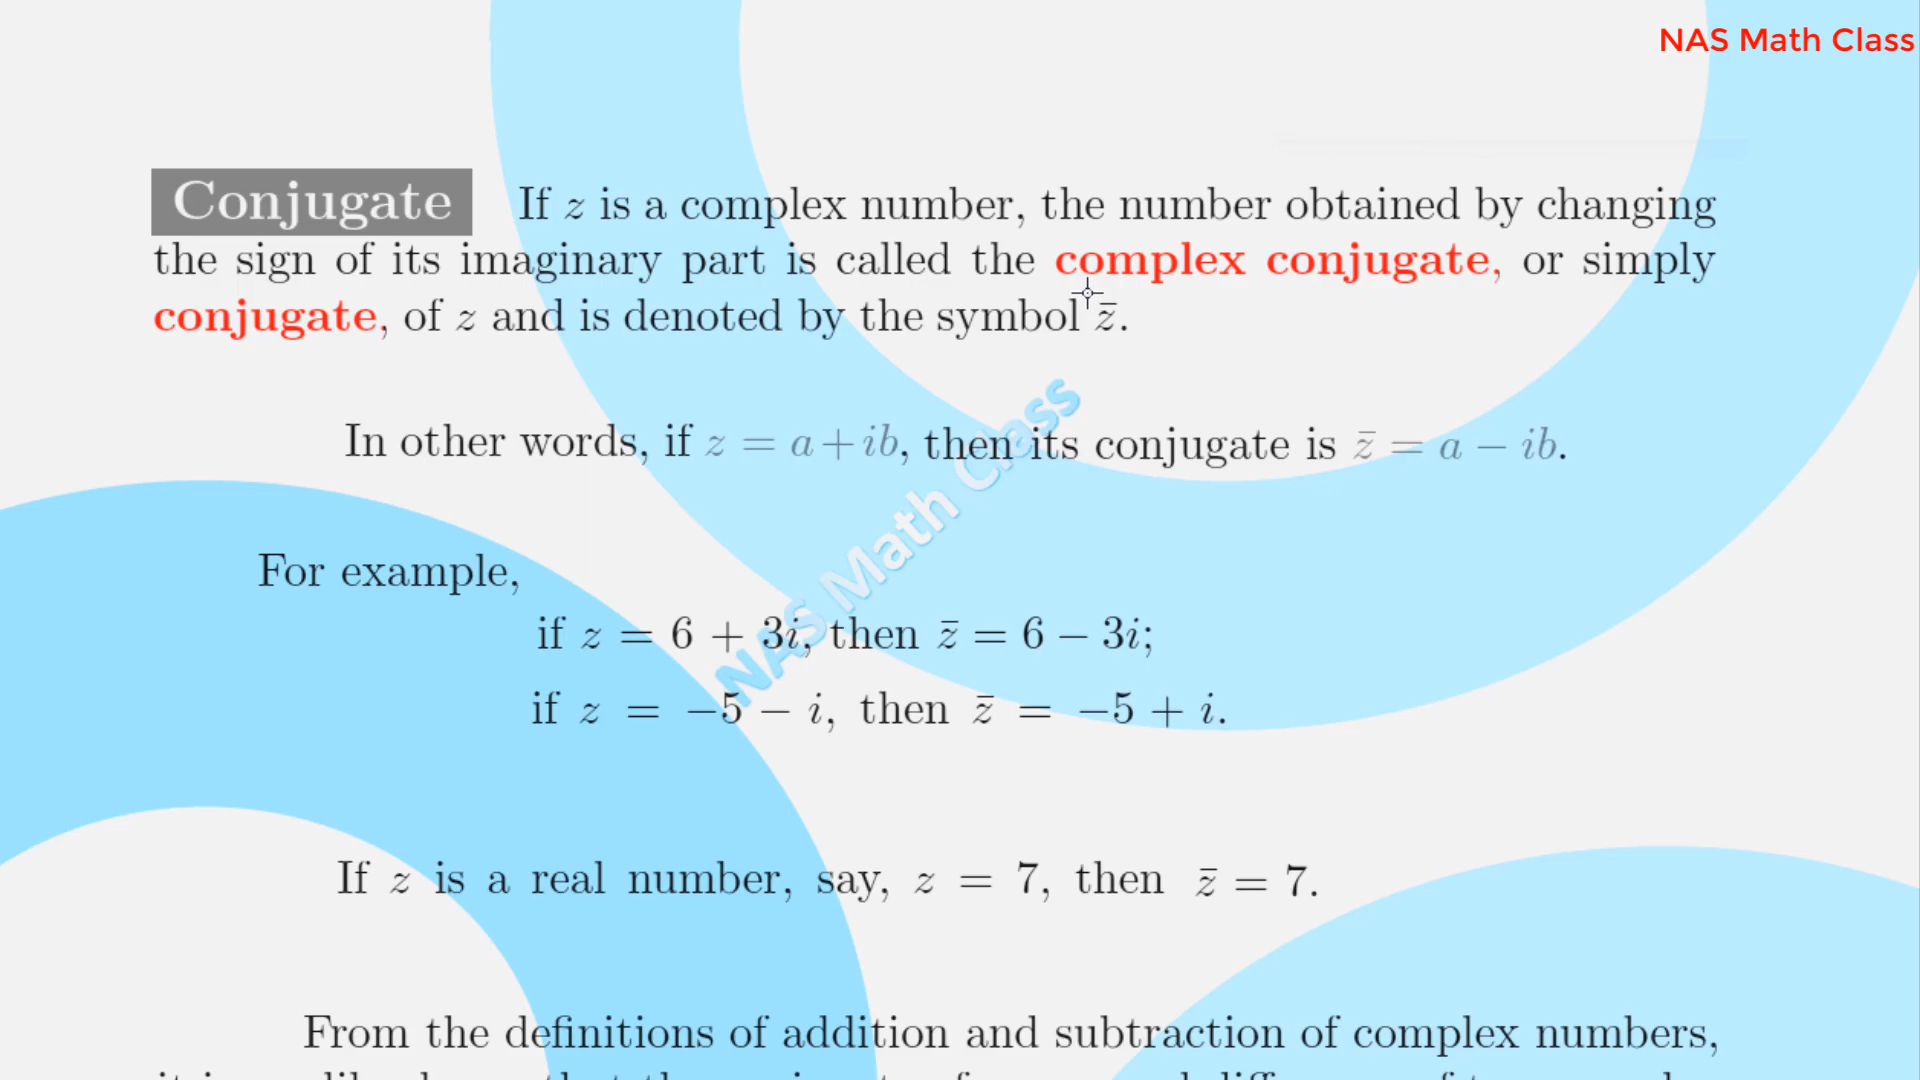 NAS Math Class
Conjugate If z is a complex number, the number obtained by changing
the sign of its imaginary part is called the complex conjugate, or simply
conjugate, of z and is denoted by the symbol z̄.
In other words, if z = a + ib, then its conjugate is z̄ = a − ib.
NAS Math Class
For example,
if z = 6 + 3i, then z̄ = 6 − 3i;
if z = −5 − i, then z̄ = −5 + i.
If z is a real number, say, z = 7, then z̄ = 7.
From the definitions of addition and subtraction of complex numbers,